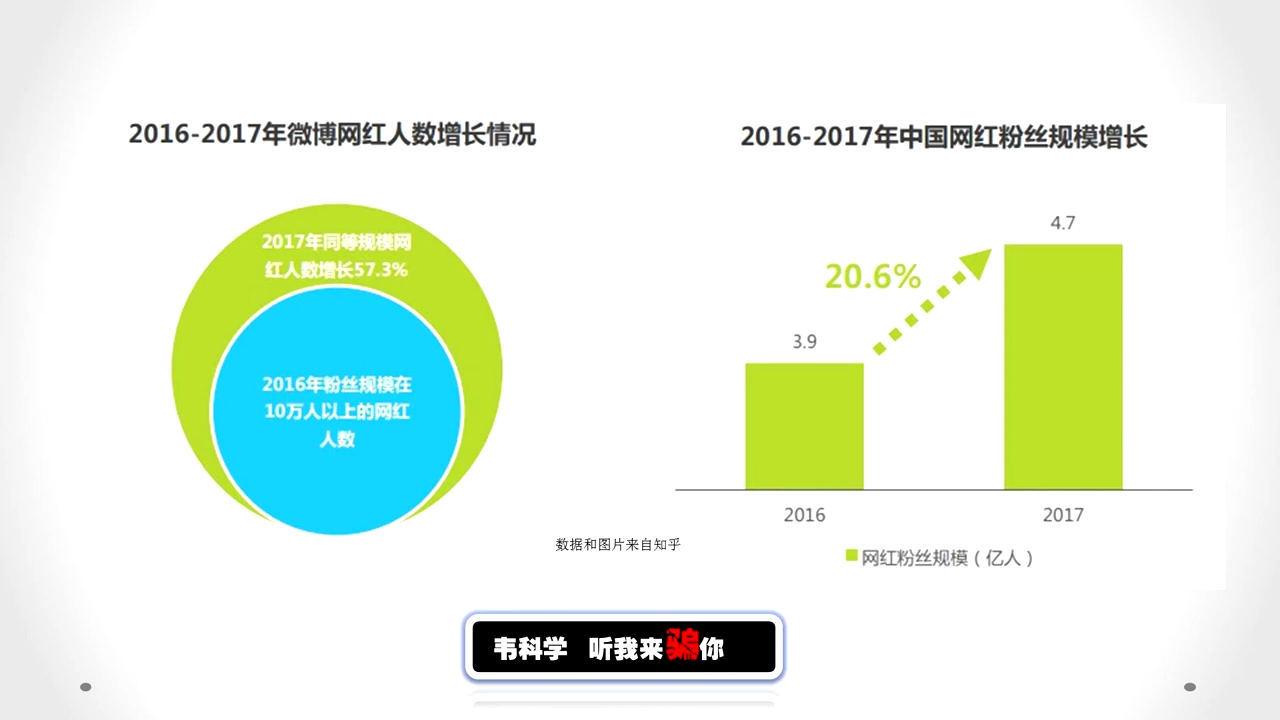 2016-2017年微博网红人数增长情况
2017年同等规模网
红人数增长57.3%
2016年粉丝规模在
10万人以上的网红
人数
2016-2017年中国网红粉丝规模增长
4.7
20.6%
3.9
2016
2017
网红粉丝规模（亿人）
数据和图片来自知乎
韦科学 听我来骗你